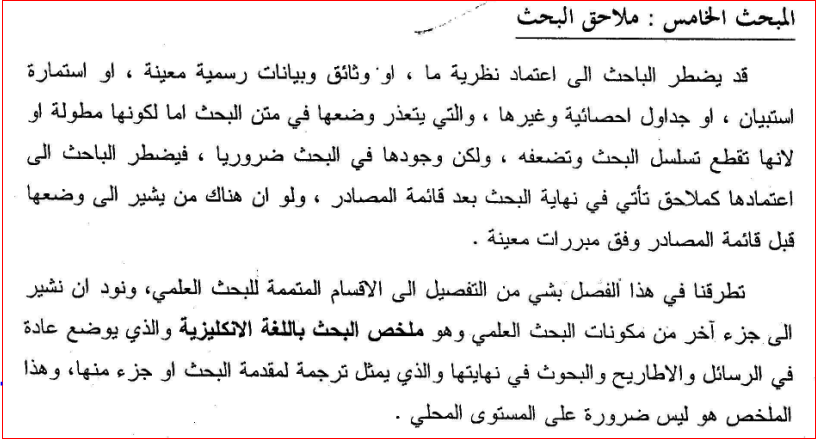 المبحث الخامس : ملاحق البحث
قد يضطر الباحث الى اعتماد نظرية ما ، او وثائق وبيانات رسمية معينة ، او استمارة
استبيان ، او جداول احصائية وغيرها ، والتي يتعذر وضعها في متن البحث اما لكونها مطولة او
لانها تقطع تسلسل البحث وتضعفه ، ولكن وجودها في البحث ضروريا ، فيضطر الباحث الى
اعتمادها كملاحق تأتي في نهاية البحث بعد قائمة المصادر ، ولو ان هناك من يشير الى وضعها
قبل قائمة المصادر وفق مبررات معينة .
تطرقنا في هذا الفصل بشي من التفصيل الى الاقسام المتممة للبحث العلمي، ونود ان نشير
الى جزء آخر من مكونات البحث العلمي وهو ملخص البحث باللغة الانكليزية والذي يوضع عادة
في الرسائل والاطاريح والبحوث في نهايتها والذي يمثل ترجمة لمقدمة البحث او جزء منها، وهذا
الملخص هو ليس ضرورة على المستوى المحلي .